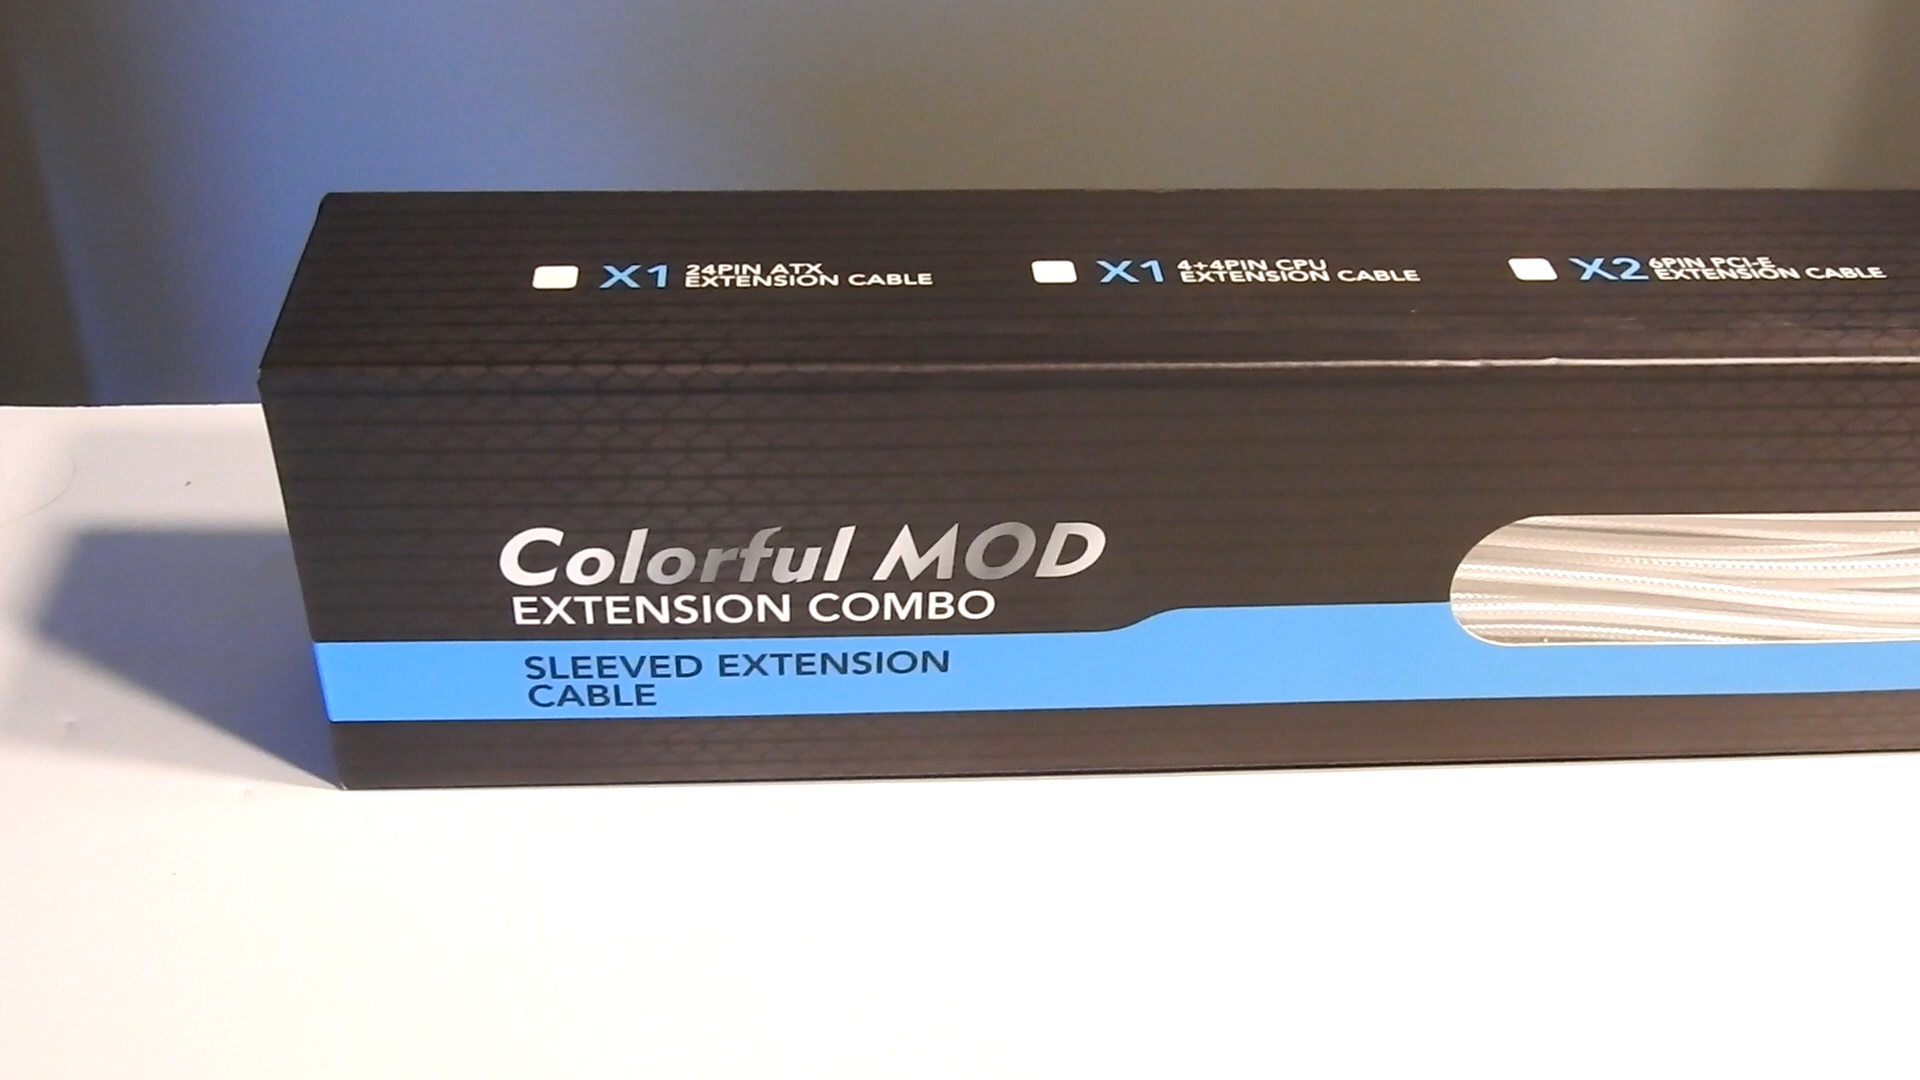 X1 24PIN ATX
EXTENSION CABLE
X1 4+4PIN CPU
EXTENSION CABLE
X2 6PIN PCI-E
EXTENSION CABLE
Colorful MOD
EXTENSION COMBO
SLEEVED EXTENSION
CABLE